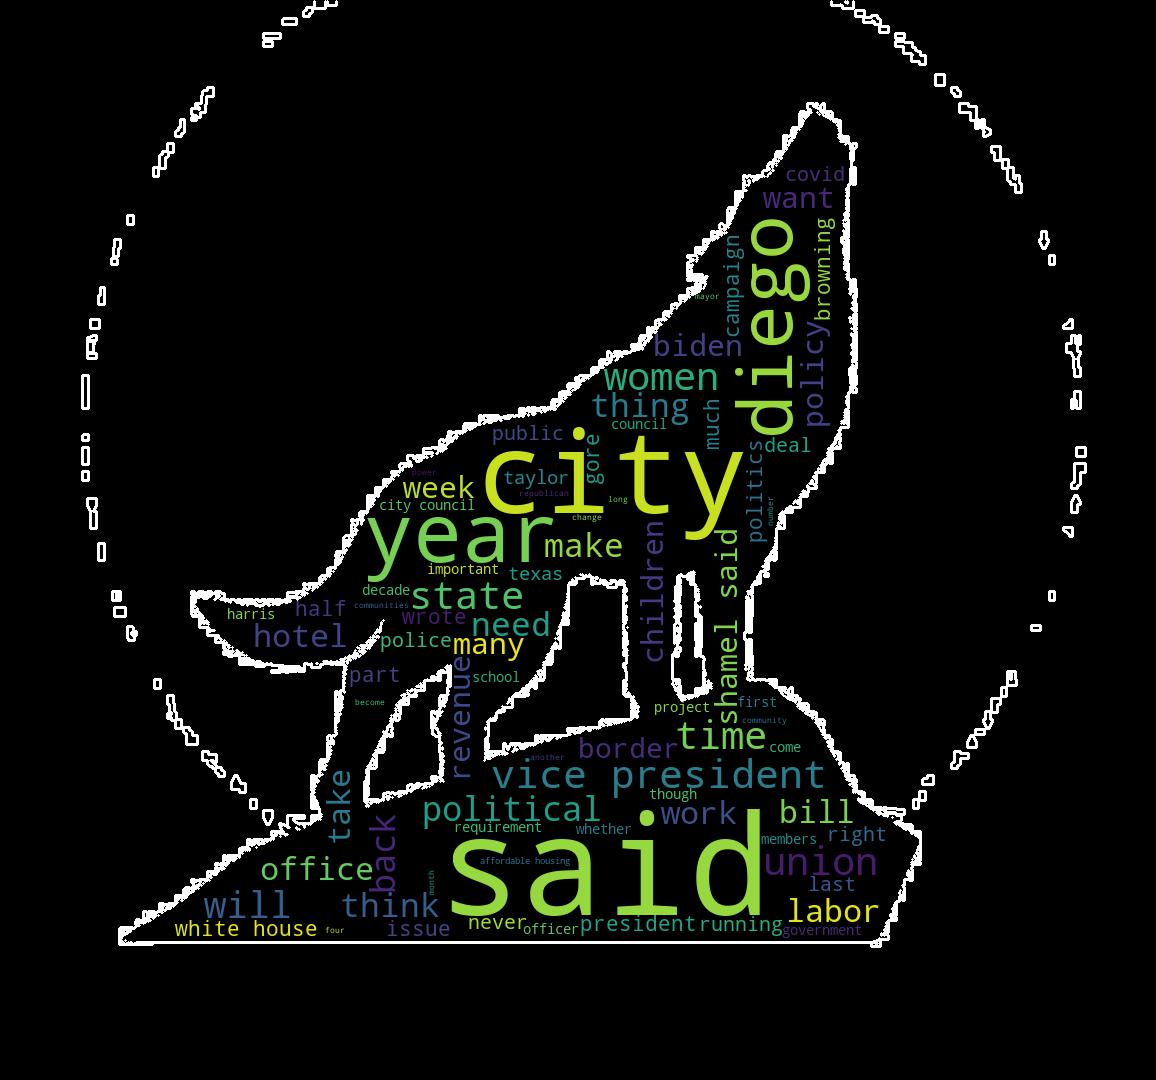 covid
want
diego
browning
campaign
mayor
policy
biden
women
thing
much
council
public
gore
city
politics
deal
power
taylor
week
republican
long
number
city council
change
year
make
children
shamel said
important
texas
decade
state
communities
harris
half
wrote
need
hotel
police
many
revenue
part
school
become
project
first
community
time
border
come
another
vice president
take
though
political
work
bill
back
requirement
whether
members
right
said
affordable housing
union
office
month
last
will
think
labor
white house
four
issue
never
officer
president
running
government